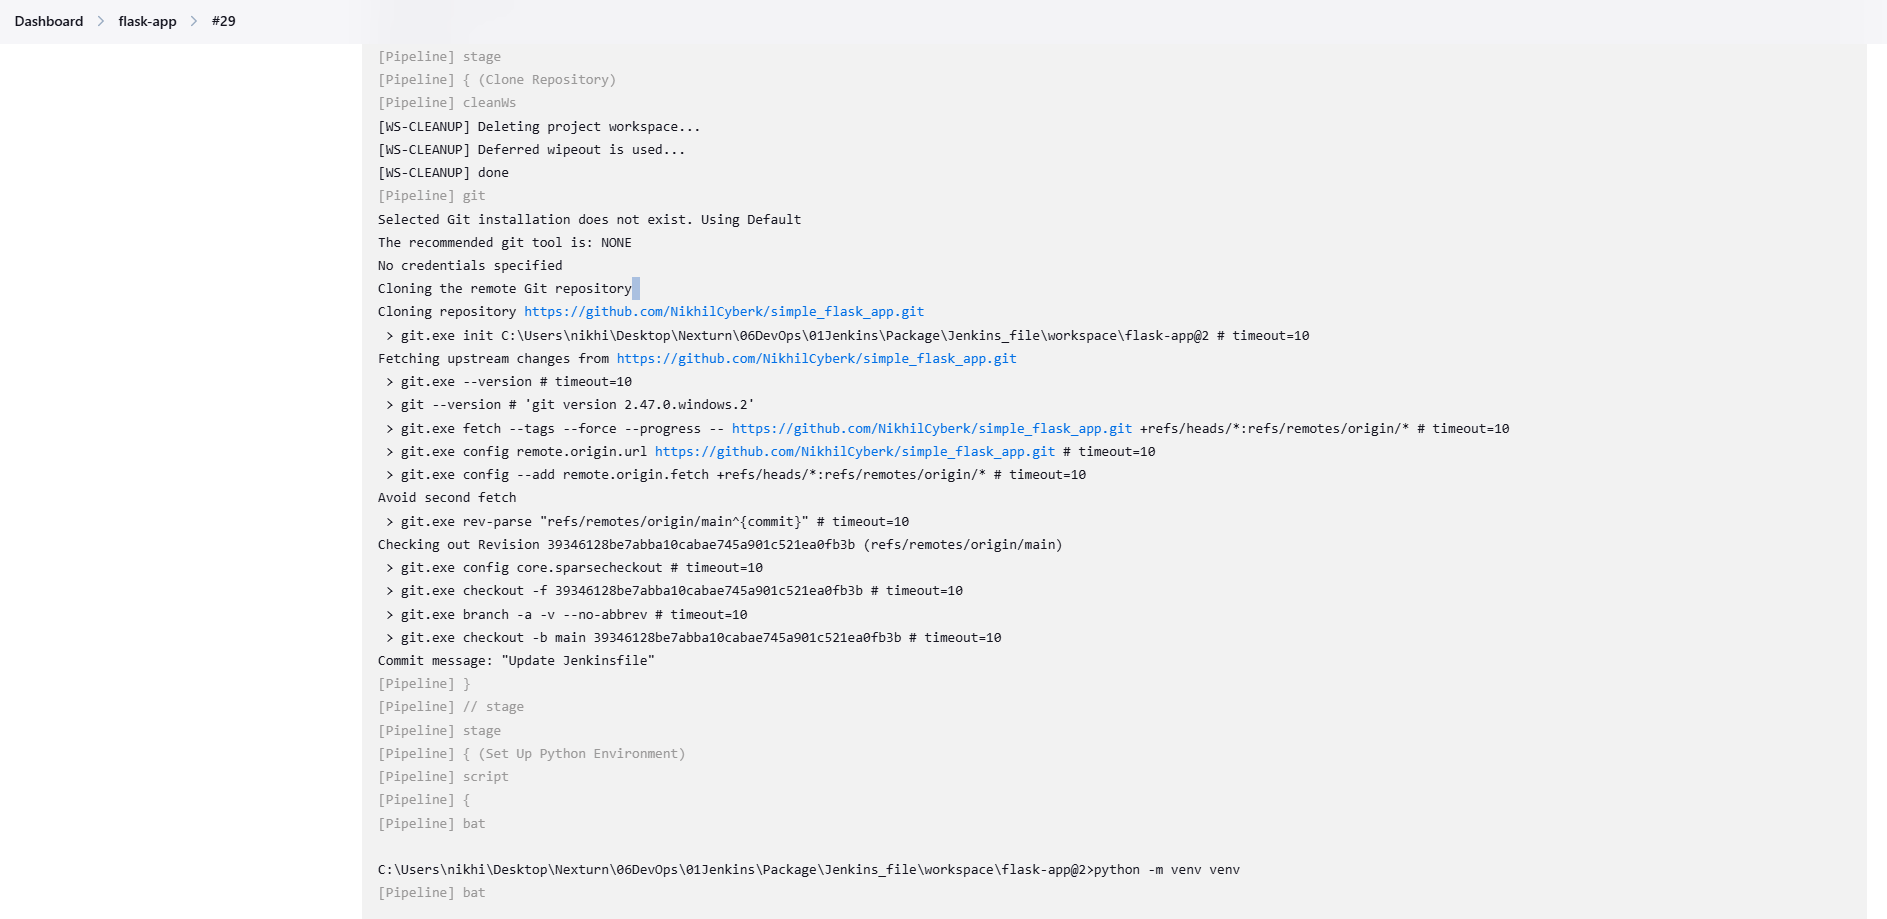 Dashboard > flask-app > #29
[Pipeline] stage
[Pipeline] { (Clone Repository)
[Pipeline] cleanWs
[WS-CLEANUP] Deleting project workspace...
[WS-CLEANUP] Deferred wipeout is used...
[WS-CLEANUP] done
[Pipeline] git
Selected Git installation does not exist. Using Default
The recommended git tool is: NONE
No credentials specified
Cloning the remote Git repository
Cloning repository https://github.com/NikhilCyberk/simple_flask_app.git
 > git.exe init C:\Users\nikhi\Desktop\Nexturn\06DevOps\01Jenkins\Package\Jenkins_file\workspace\flask-app@2 # timeout=10
Fetching upstream changes from https://github.com/NikhilCyberk/simple_flask_app.git
 > git.exe --version # timeout=10
 > git --version # 'git version 2.47.0.windows.2'
 > git.exe fetch --tags --force --progress -- https://github.com/NikhilCyberk/simple_flask_app.git +refs/heads/*:refs/remotes/origin/* # timeout=10
 > git.exe config remote.origin.url https://github.com/NikhilCyberk/simple_flask_app.git # timeout=10
 > git.exe config --add remote.origin.fetch +refs/heads/*:refs/remotes/origin/* # timeout=10
Avoid second fetch
 > git.exe rev-parse "refs/remotes/origin/main^{commit}" # timeout=10
Checking out Revision 39346128be7abba10cabae745a901c521ea0fb3b (refs/remotes/origin/main)
 > git.exe config core.sparsecheckout # timeout=10
 > git.exe checkout -f 39346128be7abba10cabae745a901c521ea0fb3b # timeout=10
 > git.exe branch -a -v --no-abbrev # timeout=10
 > git.exe checkout -b main 39346128be7abba10cabae745a901c521ea0fb3b # timeout=10
Commit message: "Update Jenkinsfile"
[Pipeline] }
[Pipeline] // stage
[Pipeline] stage
[Pipeline] { (Set Up Python Environment)
[Pipeline] script
[Pipeline] {
[Pipeline] bat
C:\Users\nikhi\Desktop\Nexturn\06DevOps\01Jenkins\Package\Jenkins_file\workspace\flask-app@2>python -m venv venv
[Pipeline] bat